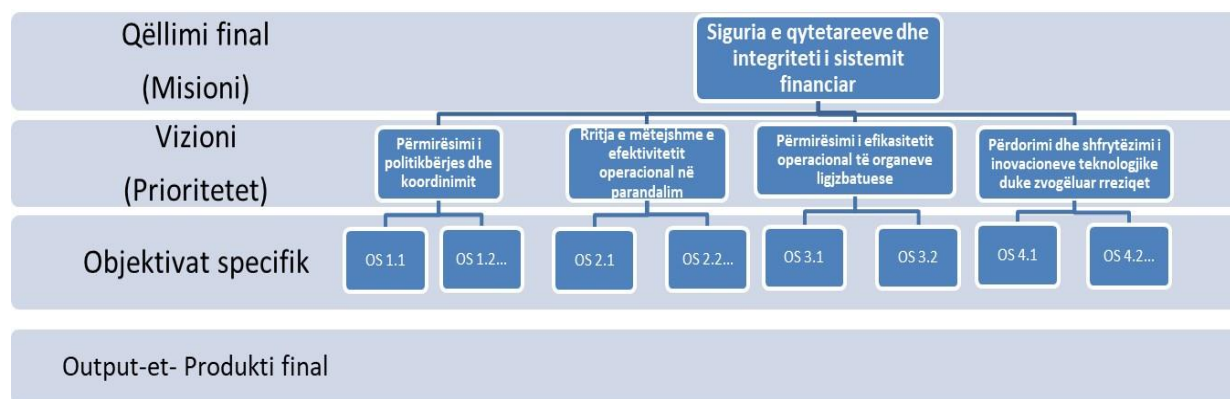 Qëllimi final
(Misioni)
Siguria e qytetareeve dhe
integriteti i sistemit
financiar
Vizioni
(Prioritetet)
Përmirësimi i
politikbërjes dhe
koordinimit
Rritja e mëtejshme e
efektivitetit
operacional në
parandalim
Përmirësimi i efikasitetit
operacional të organeve
ligjzbatuese
Përdorimi dhe shfrytëzimi i
inovacioneve teknologjike
duke zvogëluar rreziqet
Objektivat specifik
OS 1.1
OS 1.2...
OS 2.1
OS 2.2...
OS 3.1
OS 3.2
OS 4.1
OS 4.2...
Output-et- Produkti final